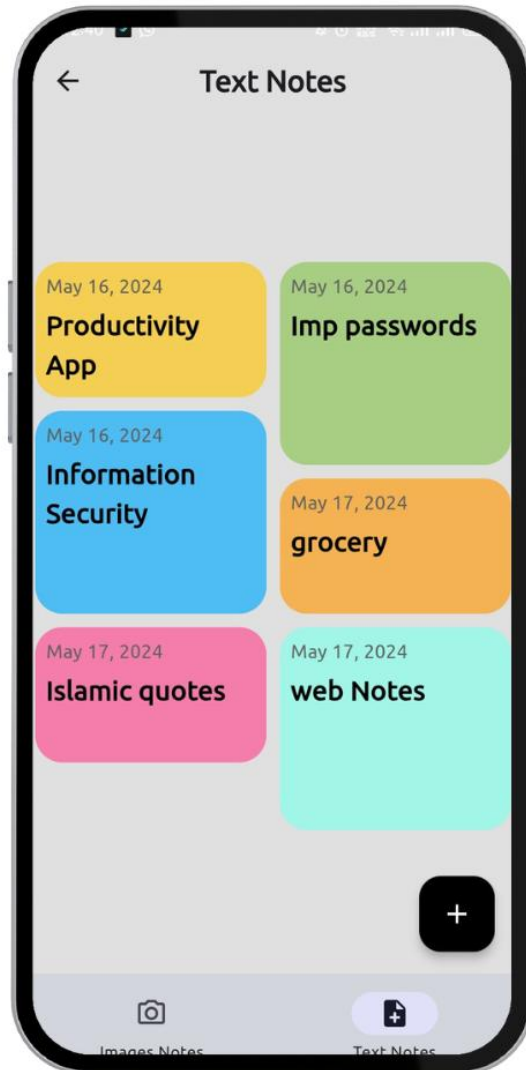 Text Notes
May 16, 2024
Productivity
App
May 16, 2024
Imp passwords
May 16, 2024
Information
Security
May 17, 2024
grocery
May 17, 2024
Islamic quotes
May 17, 2024
web Notes
Images Notes
Text Notes